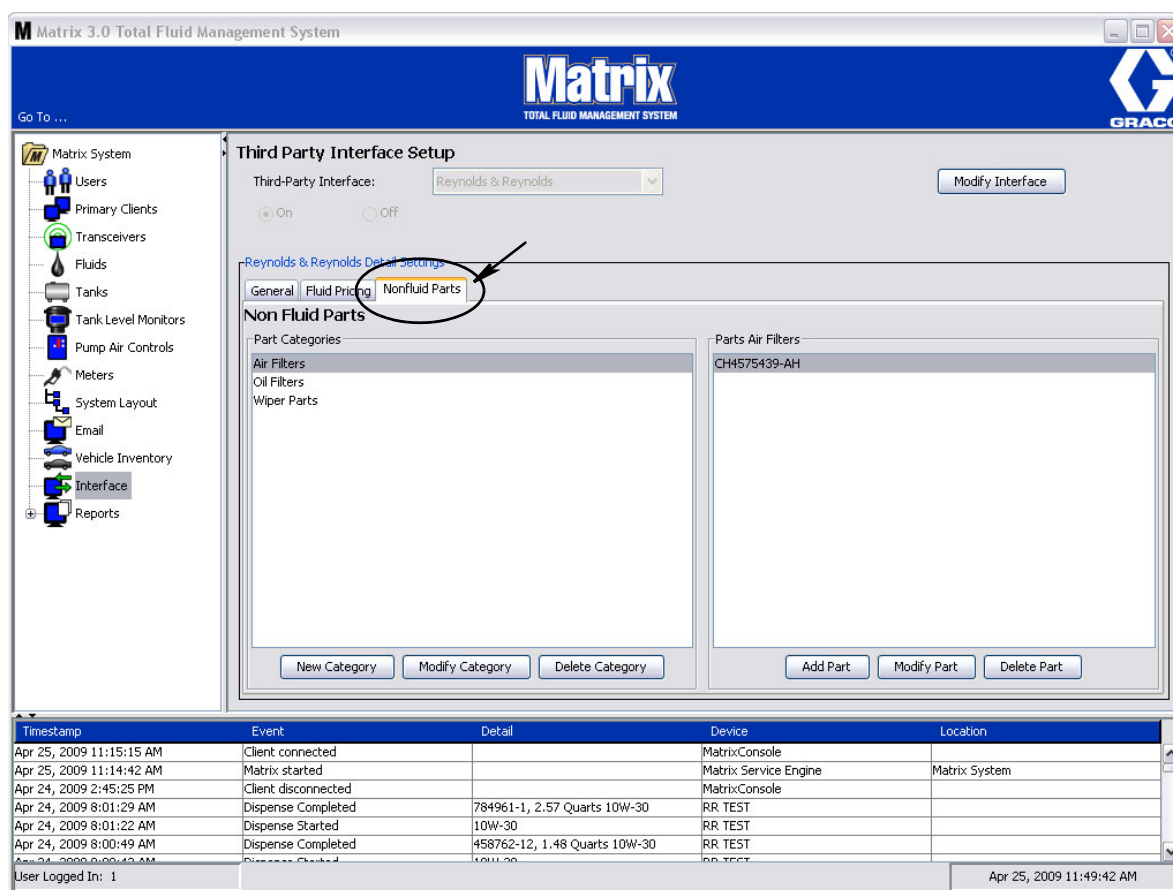 Matrix 3.0 Total Fluid Management System
Matrix
TOTAL FLUID MANAGEMENT SYSTEM
GRACO
Go To ...
Matrix System
Users
Primary Clients
Transceivers
Fluids
Tanks
Tank Level Monitors
Pump Air Controls
Meters
System Layout
Email
Vehicle Inventory
Interface
Reports
Third Party Interface Setup
Third-Party Interface: Reynolds & Reynolds Modify Interface
On Off
Reynolds & Reynolds Detail Settings
General Fluid Pricing Nonfluid Parts
Non Fluid Parts
Part Categories
Air Filters
Oil Filters
Wiper Parts
New Category Modify Category Delete Category
Parts Air Filters
CH4575439-AH
Add Part Modify Part Delete Part
Timestamp Event Detail Device Location
Apr 25, 2009 11:15:15 AM Client connected MatrixConsole
Apr 25, 2009 11:14:42 AM Matrix started Matrix Service Engine Matrix System
Apr 24, 2009 2:45:25 PM Client disconnected MatrixConsole
Apr 24, 2009 8:01:29 AM Dispense Completed 784961-1, 2.57 Quarts 10W-30 RR TEST
Apr 24, 2009 8:01:22 AM Dispense Started 10W-30 RR TEST
Apr 24, 2009 8:00:49 AM Dispense Completed 458762-12, 1.48 Quarts 10W-30 RR TEST
User Logged In: 1 Apr 25, 2009 11:49:42 AM